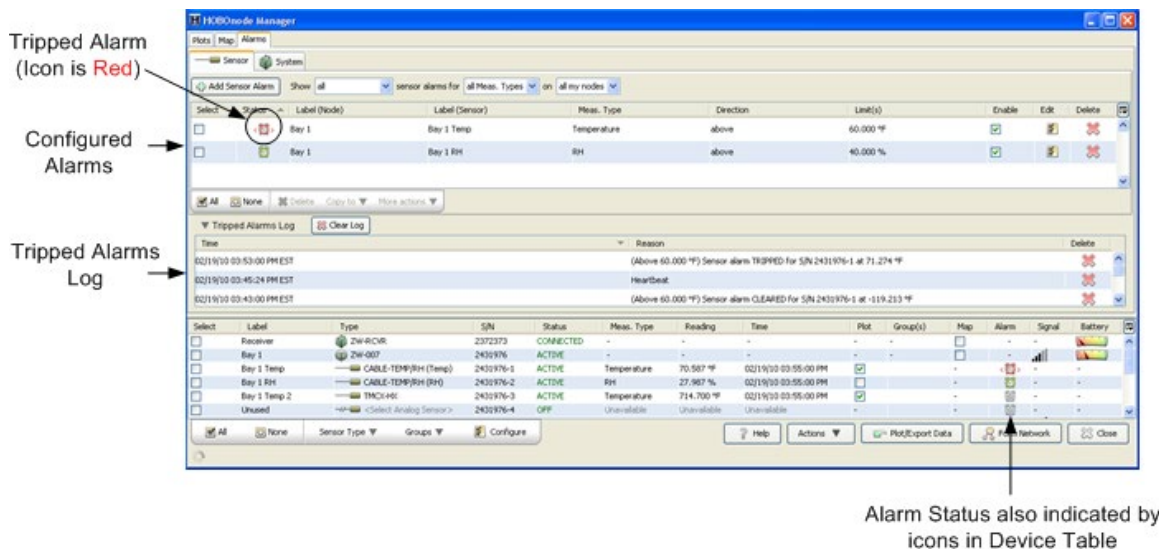 HOBOnode Manager
Plots Map Alarms
Tripped Alarm
(Icon is Red)
Sensor System
Add Sensor Alarm Show all sensor alarms for all Meas. Types on all my nodes
Select Status Label (Node) Label (Sensor) Meas. Type Direction Limit(s) Enable Edit Delete
Bay 1 Bay 1 Temp Temperature above 60.000 °F
Configured
Alarms
Bay 1 Bay 1 RH RH above 40.000 %
All None Delete Copy to More actions
Tripped Alarms Log Clear Log
Tripped Alarms
Log
Time Reason Delete
02/19/10 03:53:00 PM EST (Above 60.000 °F) Sensor alarm TRIPPED for S/N 2431976-1 at 71.274 °F
02/19/10 03:45:24 PM EST Heartbeat
02/19/10 03:43:00 PM EST (Above 60.000 °F) Sensor alarm CLEARED for S/N 2431976-1 at -119.213 °F
Select Label Type S/N Status Meas. Type Reading Time Plot Group(s) Map Alarm Signal Battery
Receiver ZW-RCVR 2372373 CONNECTED - - - - - - -
Bay 1 ZW-007 2431976 ACTIVE - - - - - -
Bay 1 Temp CABLE-TEMP/RH (Temp) 2431976-1 ACTIVE Temperature 70.587 °F 02/19/10 03:55:00 PM - - -
Bay 1 RH CABLE-TEMP/RH (RH) 2431976-2 ACTIVE RH 27.987 % 02/19/10 03:55:00 PM - - -
Bay 1 Temp 2 TMCX-HX 2431976-3 ACTIVE Temperature 714.700 °F 02/19/10 03:55:00 PM - - -
Unused <Select Analog Sensor> 2431976-4 OFF Unavailable Unavailable Unavailable - - - -
All None Sensor Type Groups Configure Help Actions Plot/Export Data Network Close
Alarm Status also indicated by
icons in Device Table